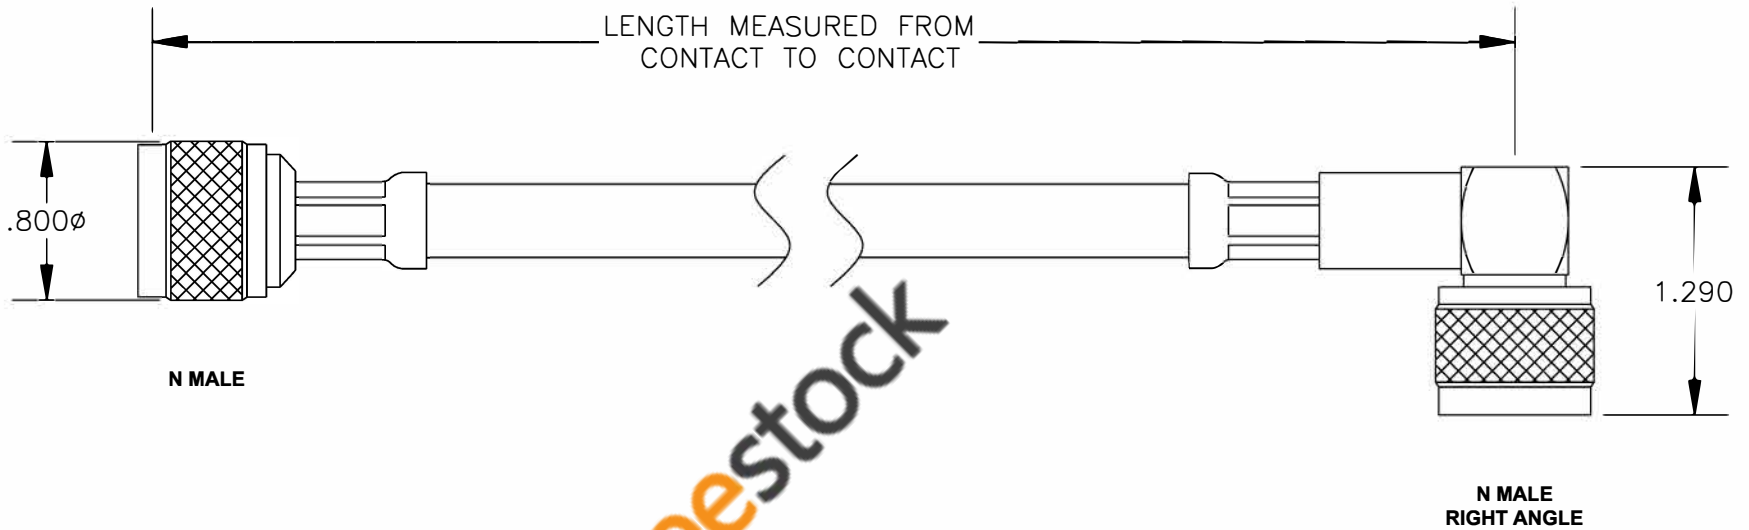 LENGTH MEASURED FROM
CONTACT TO CONTACT
.800ø
1.290
N MALE
estock
N MALE
RIGHT ANGLE